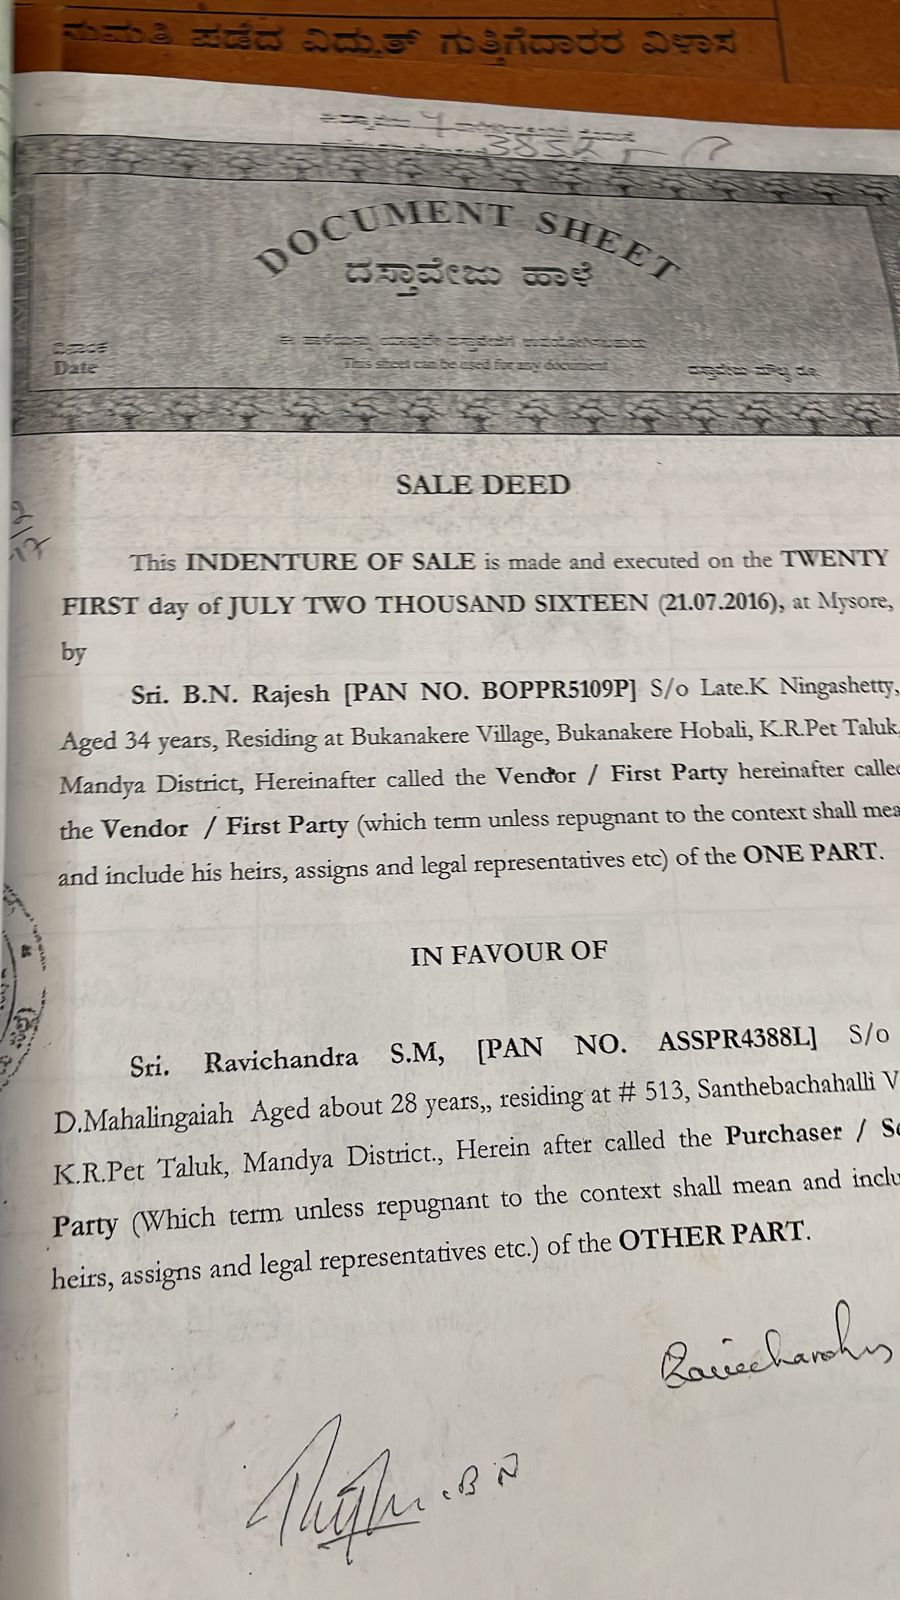 ನುಮತಿ ಪಡೆದ ವಿದ್ಯುತ್ ಗುತ್ತಿಗೆದಾರರ ವಿಳಾಸ
DOCUMENT SHEET
ದಸ್ತಾವೇಜು ಹಾಳೆ
ದಿನಾಂಕ
Date
This sheet can be used for any document
SALE DEED
This INDENTURE OF SALE is made and executed on the TWENTY
FIRST day of JULY TWO THOUSAND SIXTEEN (21.07.2016), at Mysore,
by
Sri. B.N. Rajesh [PAN NO. BOPPR5109P] S/o Late.K Ningashetty,
Aged 34 years, Residing at Bukanakere Village, Bukanakere Hobali, K.R.Pet Taluk,
Mandya District, Hereinafter called the Vendor / First Party hereinafter calle
the Vendor / First Party (which term unless repugnant to the context shall mea
and include his heirs, assigns and legal representatives etc) of the ONE PART.
IN FAVOUR OF
Sri. Ravichandra S.M, [PAN NO. ASSPR4388L] S/o
D.Mahalingaiah Aged about 28 years,, residing at # 513, Santhebachahalli V
K.R.Pet Taluk, Mandya District., Herein after called the Purchaser / Se
Party (Which term unless repugnant to the context shall mean and inclu
heirs, assigns and legal representatives etc.) of the OTHER PART.